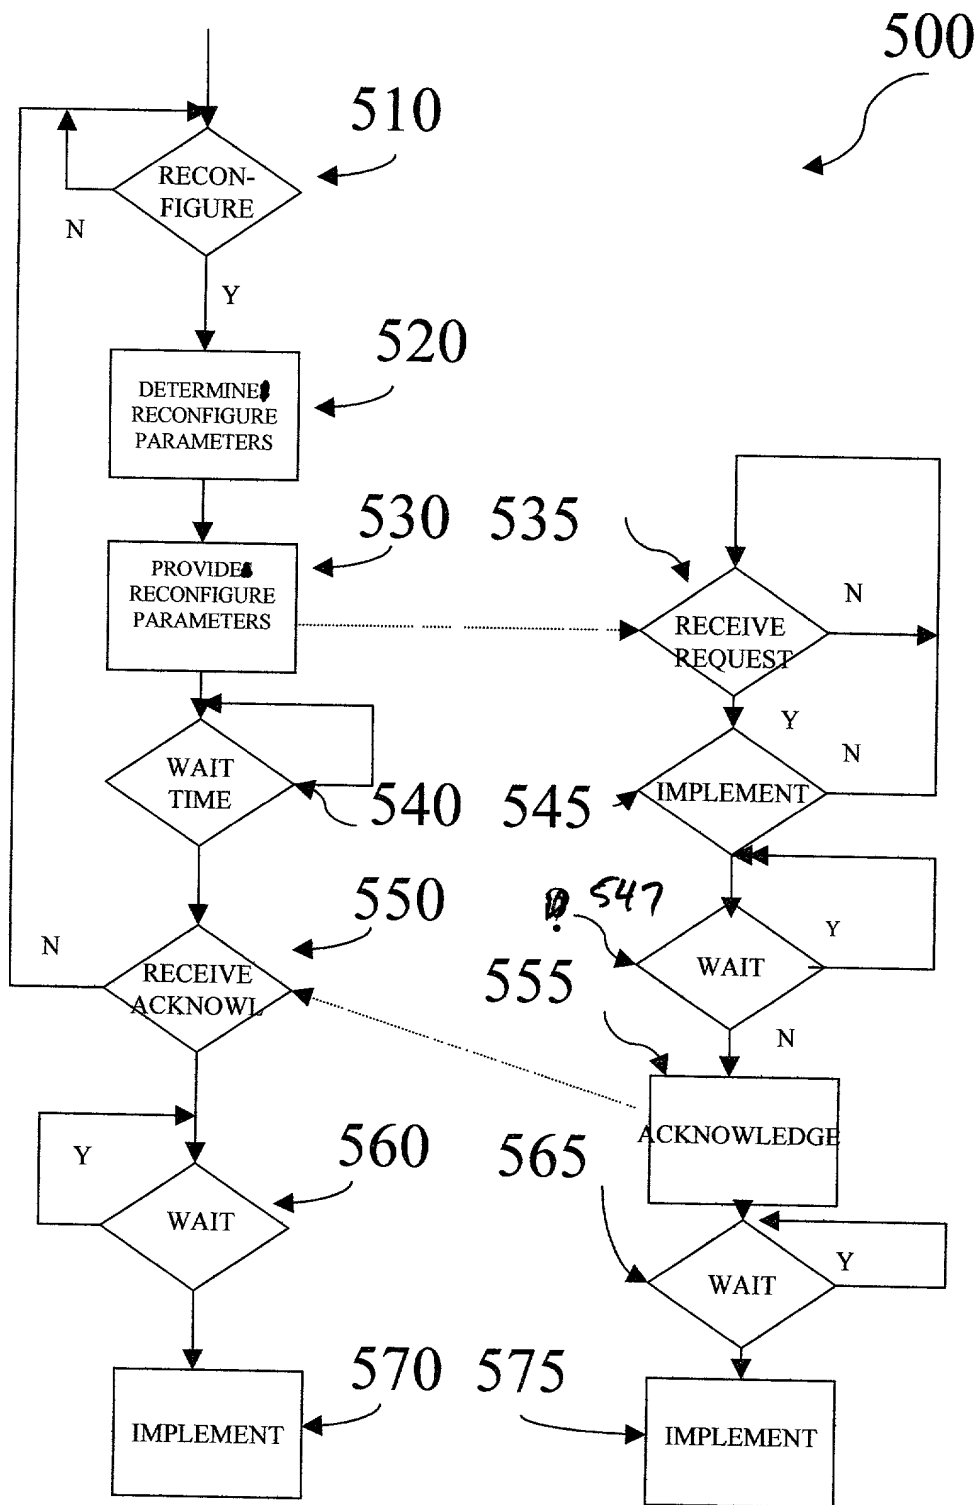 500
510
RECON-
FIGURE
N
Y
520
DETERMINE
RECONFIGURE
PARAMETERS
530
535
PROVIDE
RECONFIGURE
PARAMETERS
RECEIVE
REQUEST
N
Y
WAIT
TIME
540
545
IMPLEMENT
N
550
547
N
RECEIVE
ACKNOWL
555
WAIT
Y
N
ACKNOWLEDGE
Y
560
565
WAIT
WAIT
Y
570
575
IMPLEMENT
IMPLEMENT